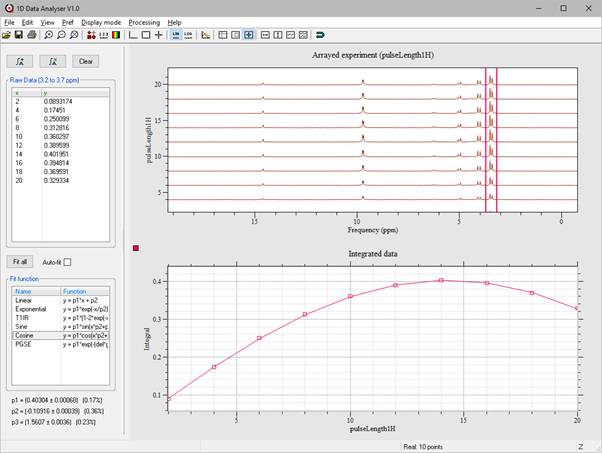 1D Data Analyser V1.0
File Edit View Pref Display mode Processing Help
LIN LOG
∫x ∫x Clear
Raw Data (3.2 to 3.7 ppm)
x y
2 0.0893174
4 0.17451
6 0.250099
8 0.312816
10 0.360297
12 0.389599
14 0.401951
16 0.394814
18 0.369591
20 0.329334
Fit all Auto-fit
Fit function
Name Function
Linear y = p1*x + p2
Exponential y = p1*exp(-x/p2)
T1IR y = p1*(1-2*exp(-x
Sine y = p1*sin(x*p2+p
Cosine y = p1*cos(x*p2+
PGSE y = p1*exp(-(del*p
p1 = (0.40304 ± 0.00068) (0.17%)
p2 = (-0.10916 ± 0.00039) (0.36%)
p3 = (1.5607 ± 0.0036) (0.23%)
Arrayed experiment (pulseLength1H)
pulseLength1H
20
15
10
5
15 10 5 0
Frequency (ppm)
Integrated data
Integral
0.4
0.3
0.2
0.1
5 10 15 20
pulseLength1H
Real: 10 points Z